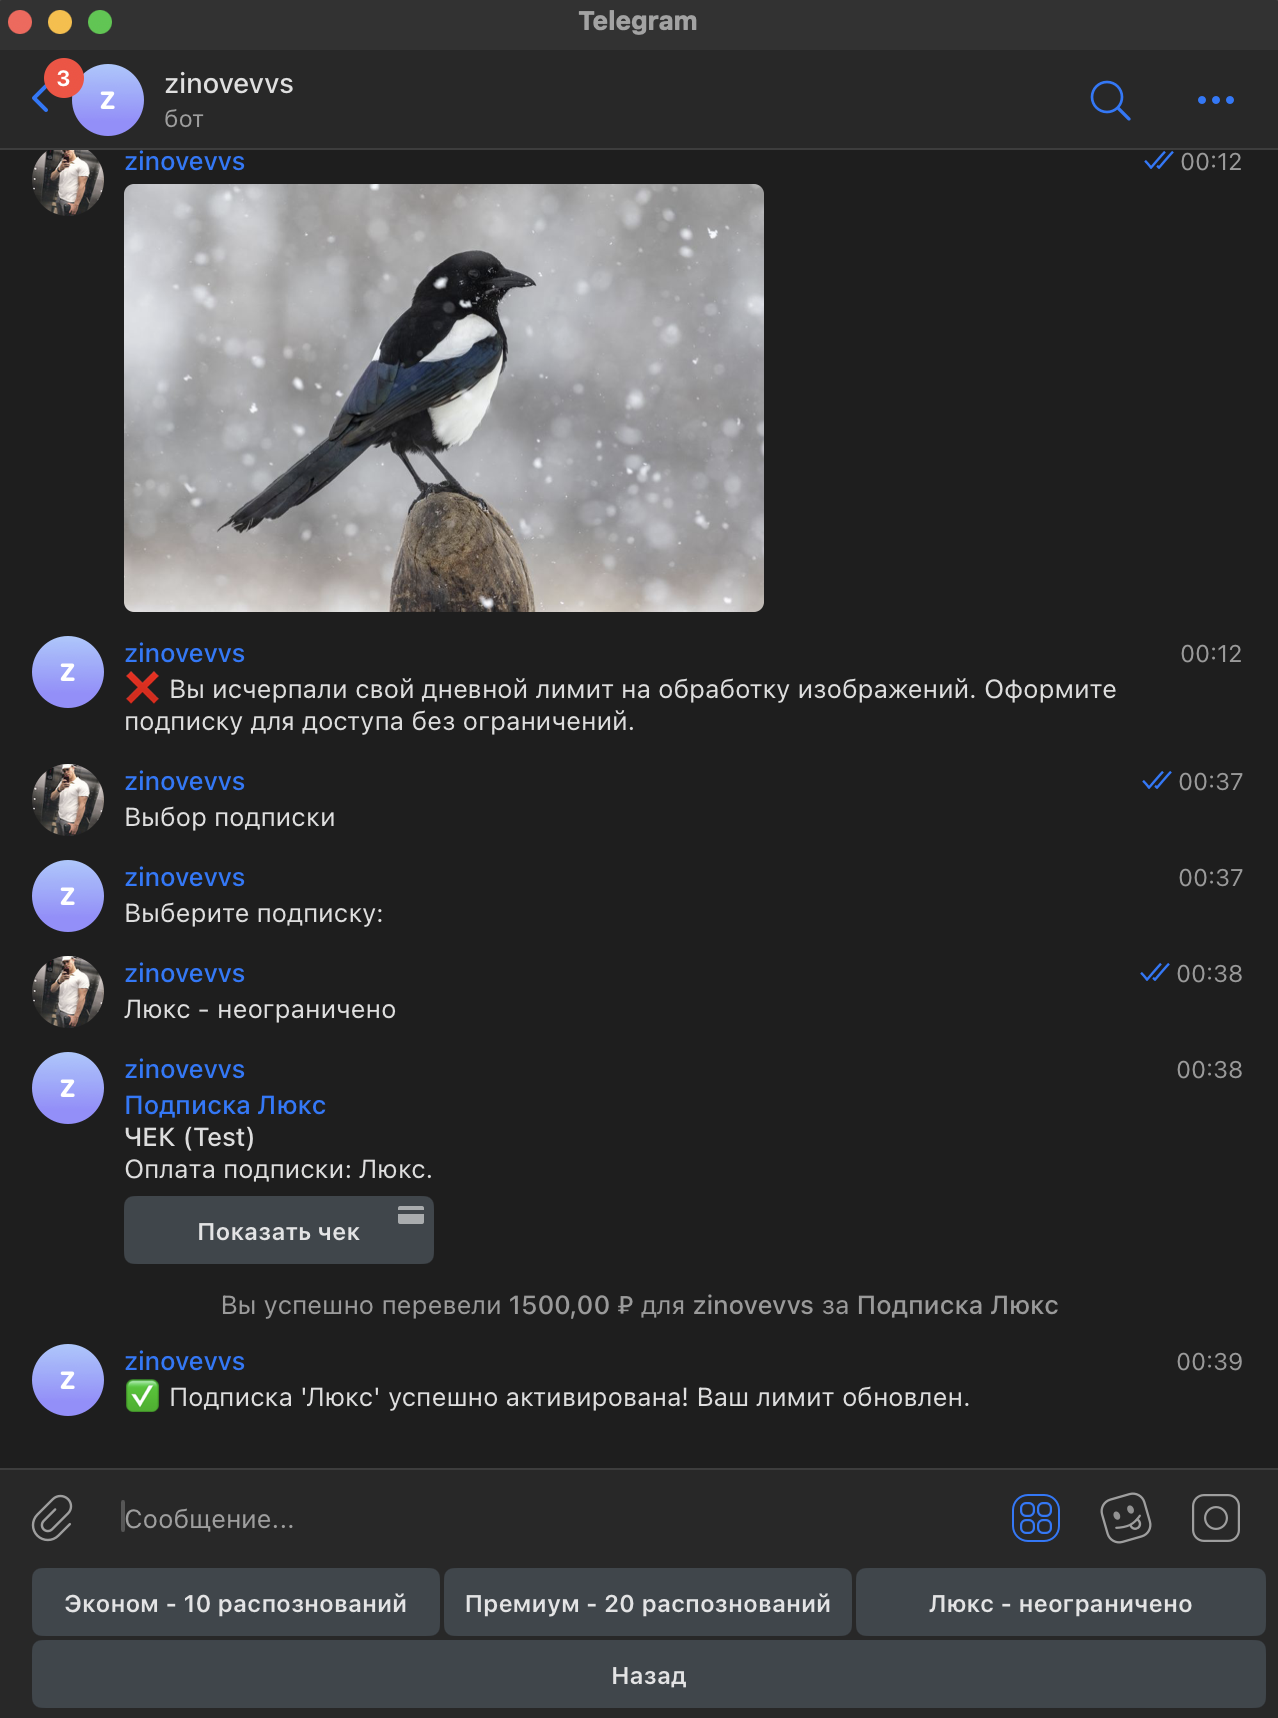 Telegram
3
z
zinovevvs
бот
zinovevvs
00:12
zinovevvs
00:12
z
❌ Вы исчерпали свой дневной лимит на обработку изображений. Оформите
подписку для доступа без ограничений.
zinovevvs
00:37
Выбор подписки
zinovevvs
00:37
z
Выберите подписку:
zinovevvs
00:38
Люкс - неограничено
zinovevvs
00:38
z
Подписка Люкс
ЧЕК (Test)
Оплата подписки: Люкс.
Показать чек
Вы успешно перевели 1500,00 ₽ для zinovevvs за Подписка Люкс
zinovevvs
00:39
z
✅ Подписка 'Люкс' успешно активирована! Ваш лимит обновлен.
Сообщение...
Эконом - 10 распознований
Премиум - 20 распознований
Люкс - неограничено
Назад